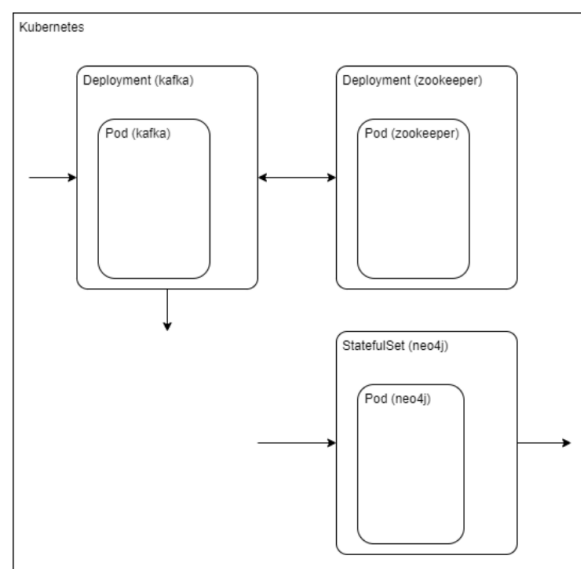 Kubernetes
Deployment (kafka)
Pod (kafka)
Deployment (zookeeper)
Pod (zookeeper)
StatefulSet (neo4j)
Pod (neo4j)